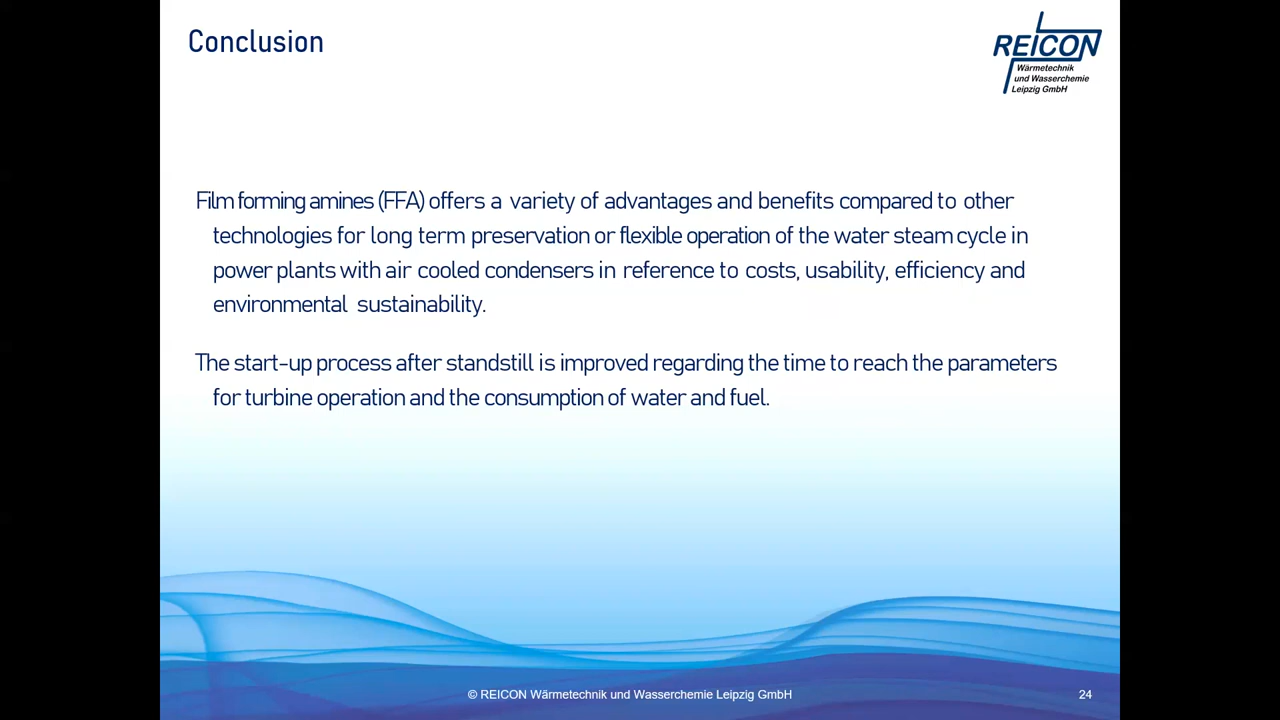 Conclusion
REICON
Wärmetechnik
und Wasserchemie
Leipzig GmbH
Film forming amines (FFA) offers a variety of advantages and benefits compared to other
technologies for long term preservation or flexible operation of the water steam cycle in
power plants with air cooled condensers in reference to costs, usability, efficiency and
environmental sustainability.
The start-up process after standstill is improved regarding the time to reach the parameters
for turbine operation and the consumption of water and fuel.
© REICON Wärmetechnik und Wasserchemie Leipzig GmbH
24